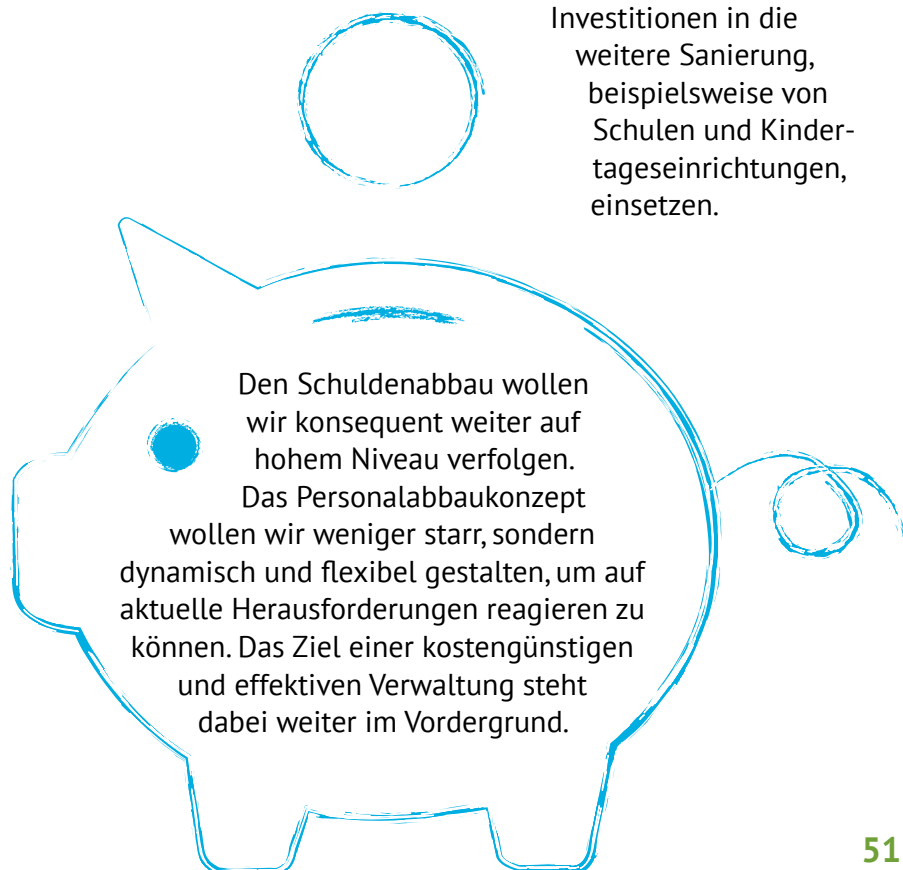 Investitionen in die
weitere Sanierung,
beispielsweise von
Schulen und Kinder-
tageseinrichtungen,
einsetzen.
Den Schuldenabbau wollen
wir konsequent weiter auf
hohem Niveau verfolgen.
Das Personalabbaukonzept
wollen wir weniger starr, sondern
dynamisch und flexibel gestalten, um auf
aktuelle Herausforderungen reagieren zu
können. Das Ziel einer kostengünstigen
und effektiven Verwaltung steht
dabei weiter im Vordergrund.
51